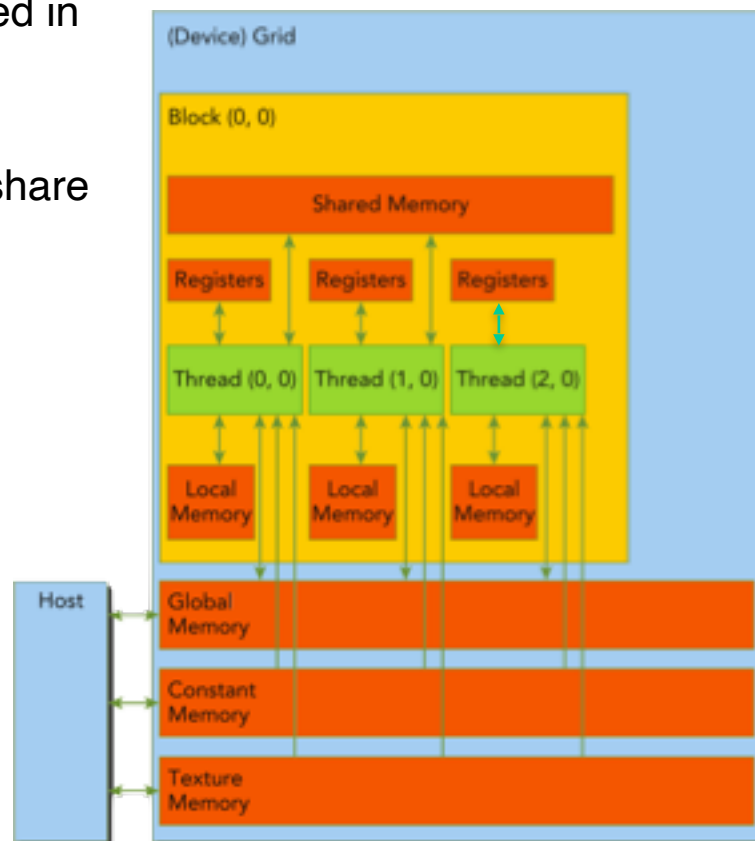 ed in
share
(Device) Grid
Block (0, 0)
Shared Memory
Registers Registers Registers
Thread (0, 0) Thread (1, 0) Thread (2, 0)
Local Memory Local Memory Local Memory
Host
Global
Memory
Constant
Memory
Texture
Memory